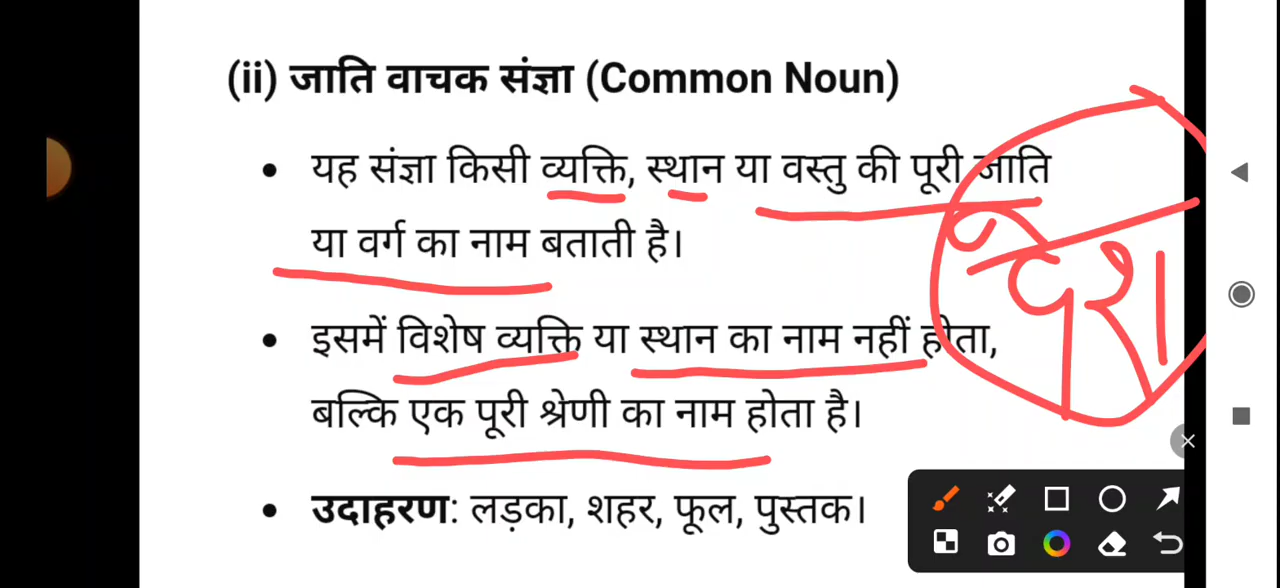 (ii) जाति वाचक संज्ञा (Common Noun)
• यह संज्ञा किसी व्यक्ति, स्थान या वस्तु की पूरी जाति
या वर्ग का नाम बताती है।
देश
• इसमें विशेष व्यक्ति या स्थान का नाम नहीं होता,
बल्कि एक पूरी श्रेणी का नाम होता है।
• उदाहरण: लड़का, शहर, फूल, पुस्तक।